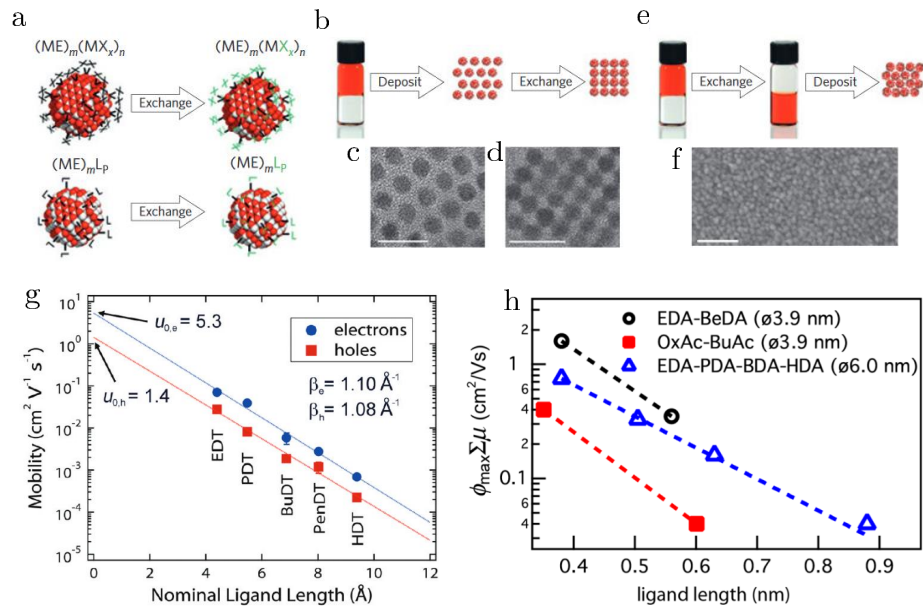 a
(ME)m(MXₓ)n
(ME)m(MXₓ)n
Exchange
(ME)mLₚ
(ME)mLₚ
Exchange
b
Deposit
Exchange
c
d
e
Exchange
Deposit
f
g
Mobility (cm² V⁻¹ s⁻¹)
10¹
10⁰
10⁻¹
10⁻²
10⁻³
10⁻⁴
10⁻⁵
u₀,ₑ = 5.3
u₀,ₕ = 1.4
electrons
holes
βₑ = 1.10 Å⁻¹
βₕ = 1.08 Å⁻¹
EDT
PDT
BuDT
PenDT
HDT
0 2 4 6 8 10 12
Nominal Ligand Length (Å)
h
EDA-BeDA (ø3.9 nm)
OxAc-BuAc (ø3.9 nm)
EDA-PDA-BDA-HDA (ø6.0 nm)
ϕmaxΣμ (cm²/Vs)
2
1
4
2
0.1
4
0.4 0.5 0.6 0.7 0.8 0.9
ligand length (nm)